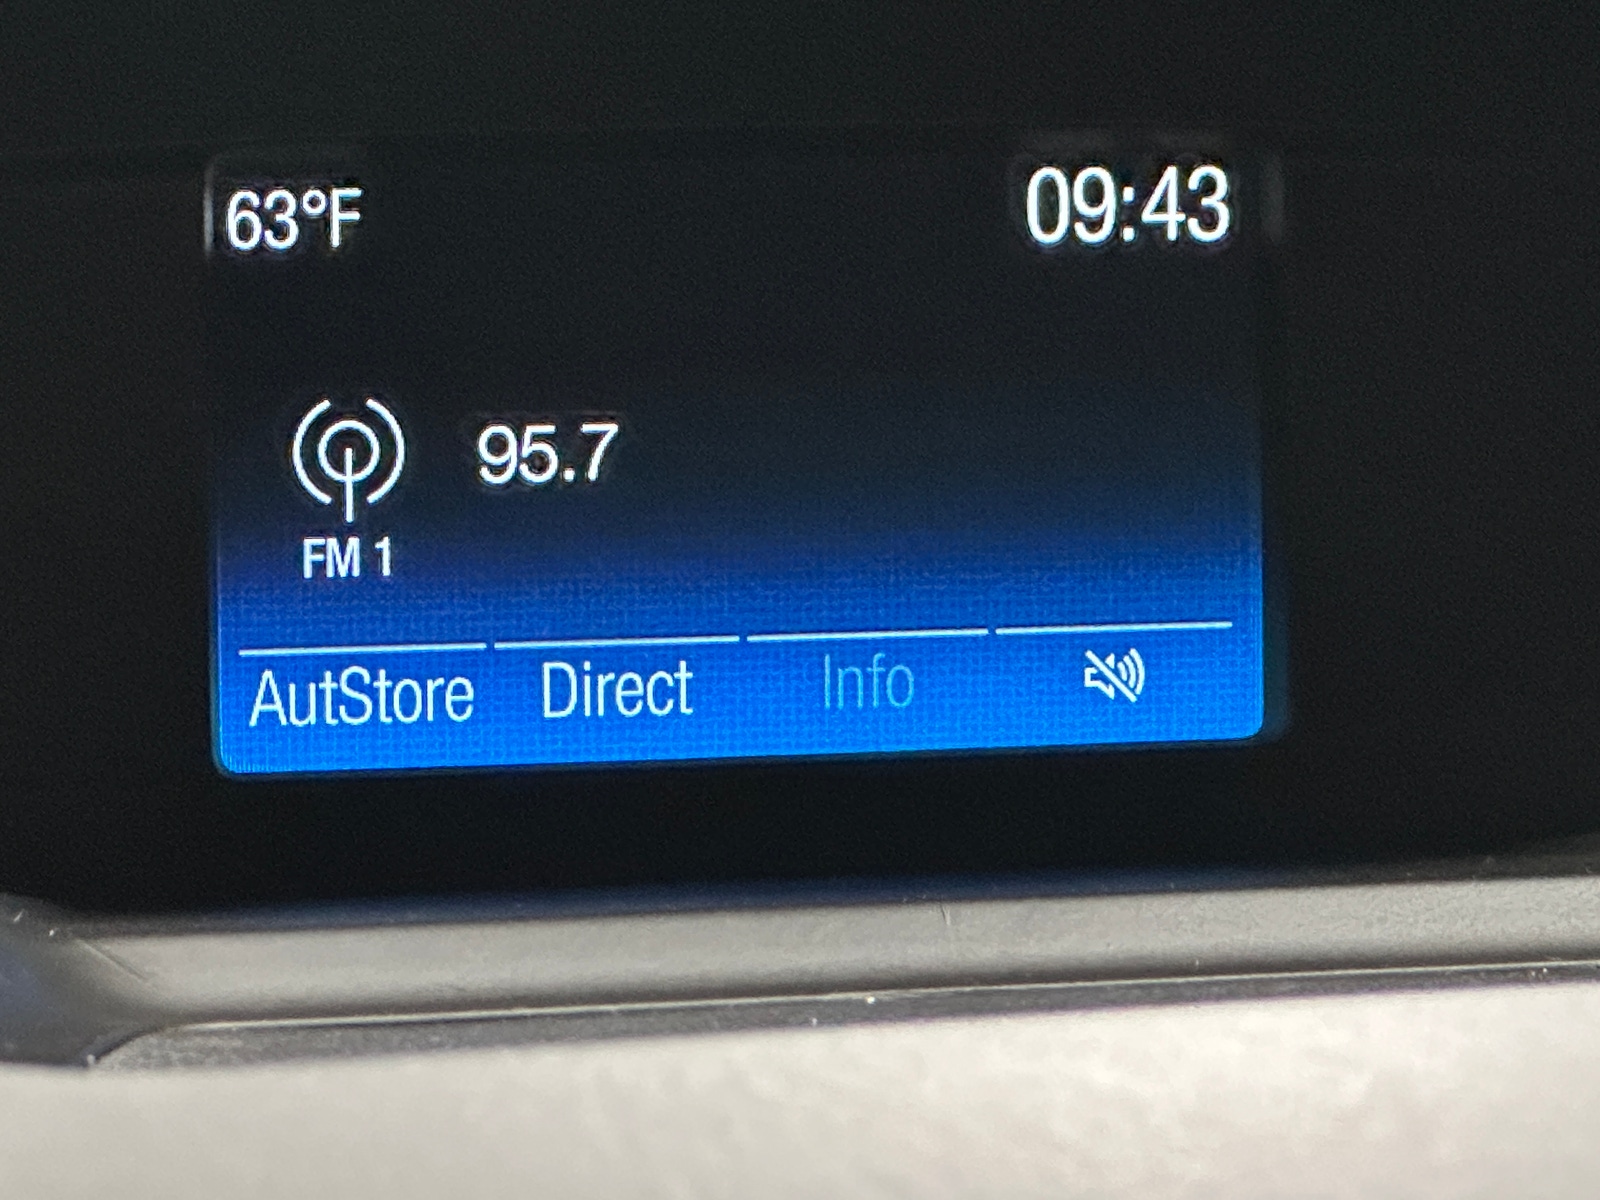 63°F
09:43
95.7
FM 1
AutStore
Direct
Info